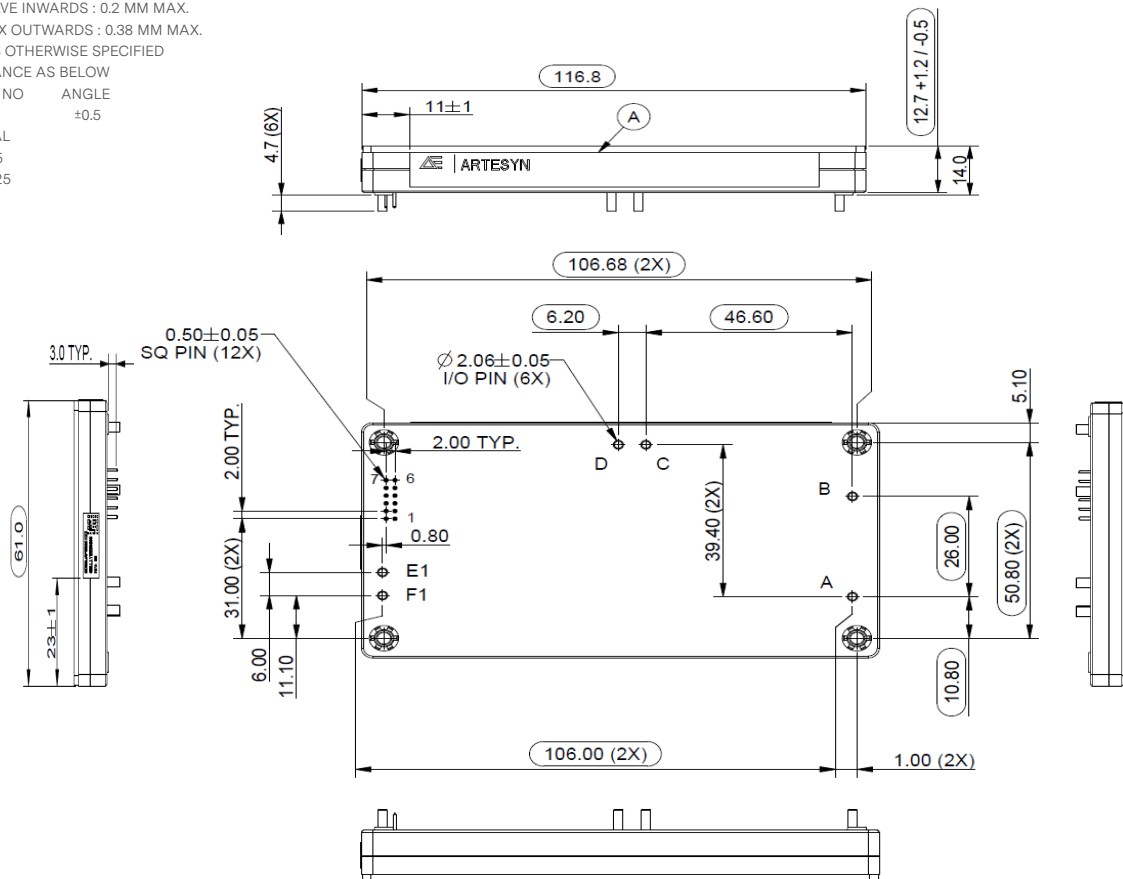 VE INWARDS : 0.2 MM MAX.
X OUTWARDS : 0.38 MM MAX.
OTHERWISE SPECIFIED
ANCE AS BELOW
NO ANGLE
±0.5
AL
5
25
116.8
11±1
A
12.7 +1.2 / -0.5
4.7 (6X)
ARTESYN
14.0
106.68 (2X)
6.20
46.60
0.50±0.05
SQ PIN (12X)
3.0 TYP.
Ø 2.06±0.05
I/O PIN (6X)
5.10
2.00 TYP.
2.00 TYP.
D
C
7
6
B
1
61.0
39.40 (2X)
0.80
26.00
50.80 (2X)
31.00 (2X)
E1
A
F1
23±1
6.00
11.10
10.80
106.00 (2X)
1.00 (2X)